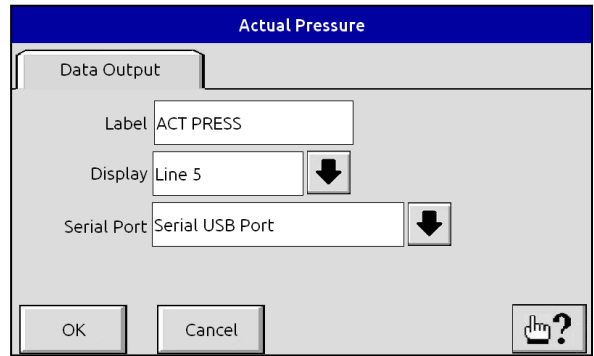 Actual Pressure
Data Output
Label ACT PRESS
Display Line 5
Serial Port Serial USB Port
OK Cancel ?